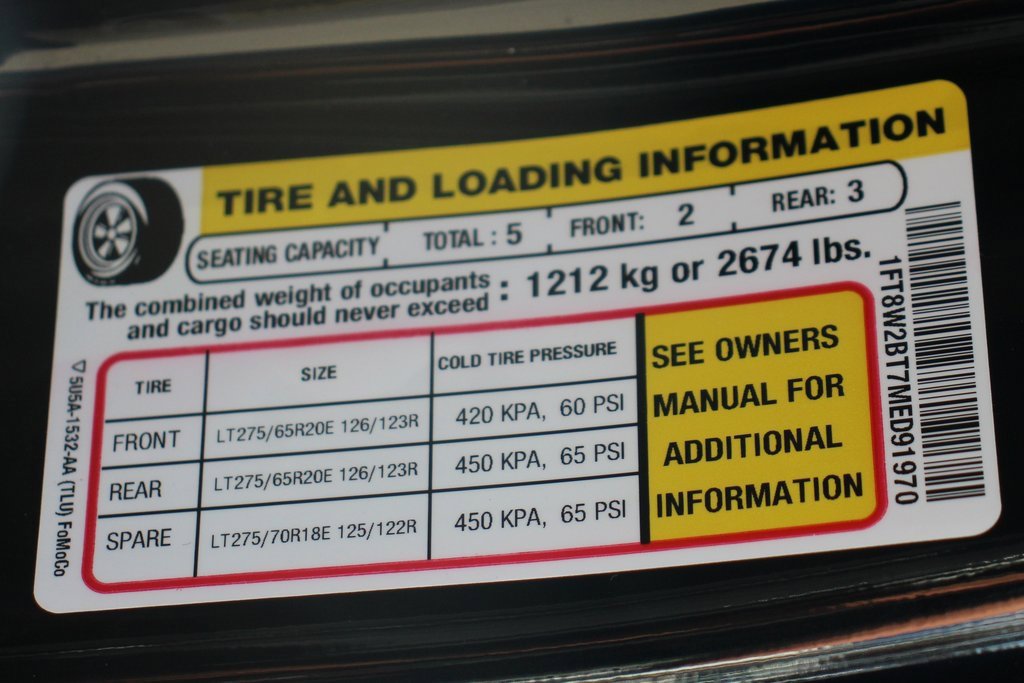 TIRE AND LOADING INFORMATION
SEATING CAPACITY TOTAL : 5 FRONT: 2 REAR: 3
The combined weight of occupants
and cargo should never exceed : 1212 kg or 2674 lbs.
TIRE SIZE COLD TIRE PRESSURE
FRONT LT275/65R20E 126/123R 420 KPA, 60 PSI
REAR LT275/65R20E 126/123R 450 KPA, 65 PSI
SPARE LT275/70R18E 125/122R 450 KPA, 65 PSI
SEE OWNERS
MANUAL FOR
ADDITIONAL
INFORMATION
1FT8W2BT7MED91970
5U5A-1532-AA (TLU) FoMoCo